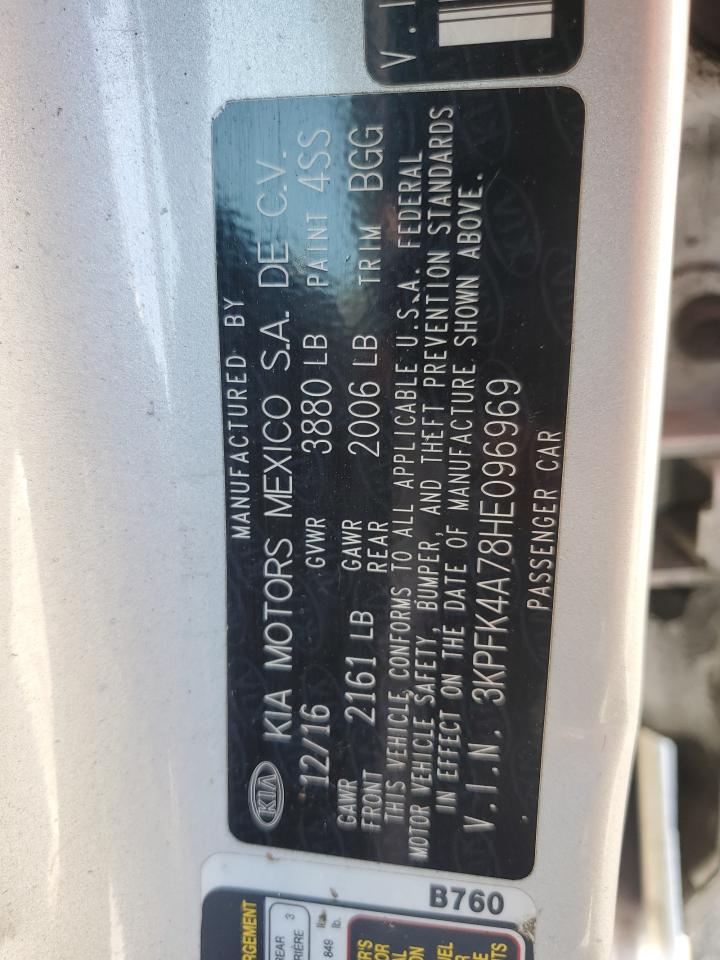 MANUFACTURED BY
KIA KIA MOTORS MEXICO S.A. DE C.V.
12/16 GVWR 3880 LB PAINT 4SS
GAWR FRONT 2161 LB GAWR REAR 2006 LB TRIM BGG
THIS VEHICLE CONFORMS TO ALL APPLICABLE U.S.A. FEDERAL
MOTOR VEHICLE SAFETY, BUMPER, AND THEFT PREVENTION STANDARDS
IN EFFECT ON THE DATE OF MANUFACTURE SHOWN ABOVE.
V.I.N. 3KPFK4A78HE096969
PASSENGER CAR
B760